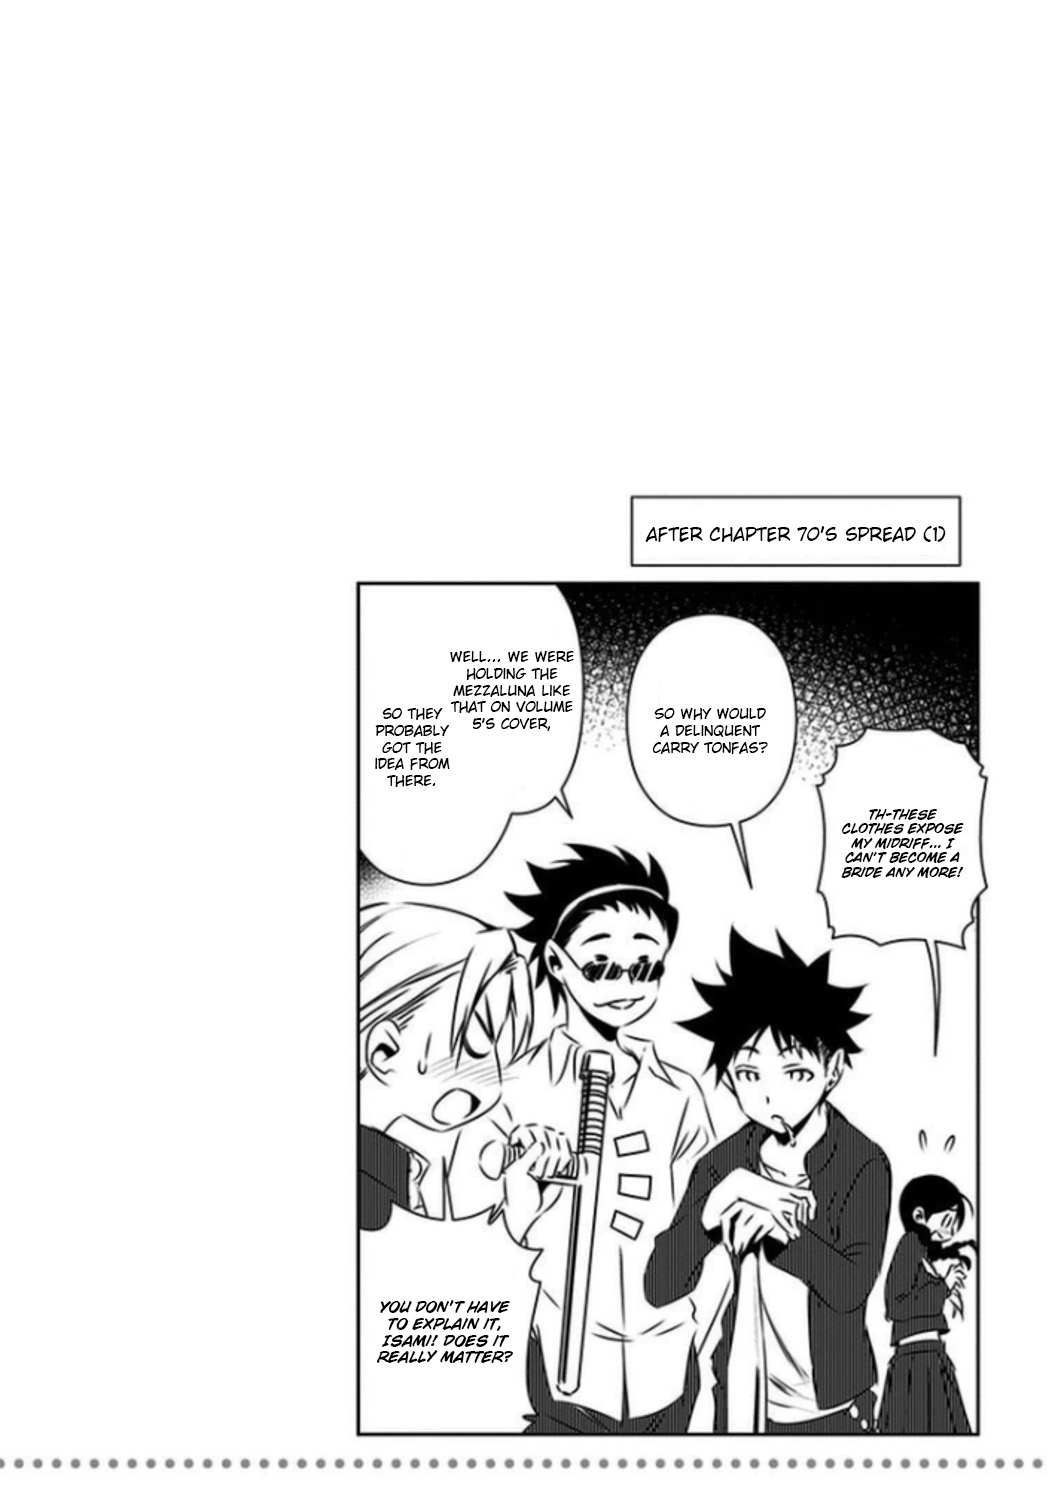 AFTER CHAPTER 70'S SPREAD (1)
TH-THESE
CLOTHES EXPOSE
MY MIDRIFF... I
CAN'T BECOME A
BRIDE ANY MORE!
SO WHY WOULD
A DELINQUENT
CARRY TONFAS?
WELL... WE WERE
HOLDING THE
MEZZALUNA LIKE
THAT ON VOLUME
5'S COVER,
SO THEY
PROBABLY
GOT THE
IDEA FROM
THERE.
YOU DON'T HAVE
TO EXPLAIN IT,
ISAMI! DOES IT
REALLY MATTER?